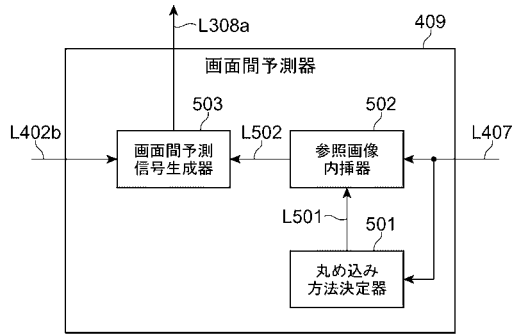 L308a
409
画面間予測器
503
502
L402b
画面間予測
信号生成器
L502
参照画像
内挿器
L407
L501
501
丸め込み
方法決定器